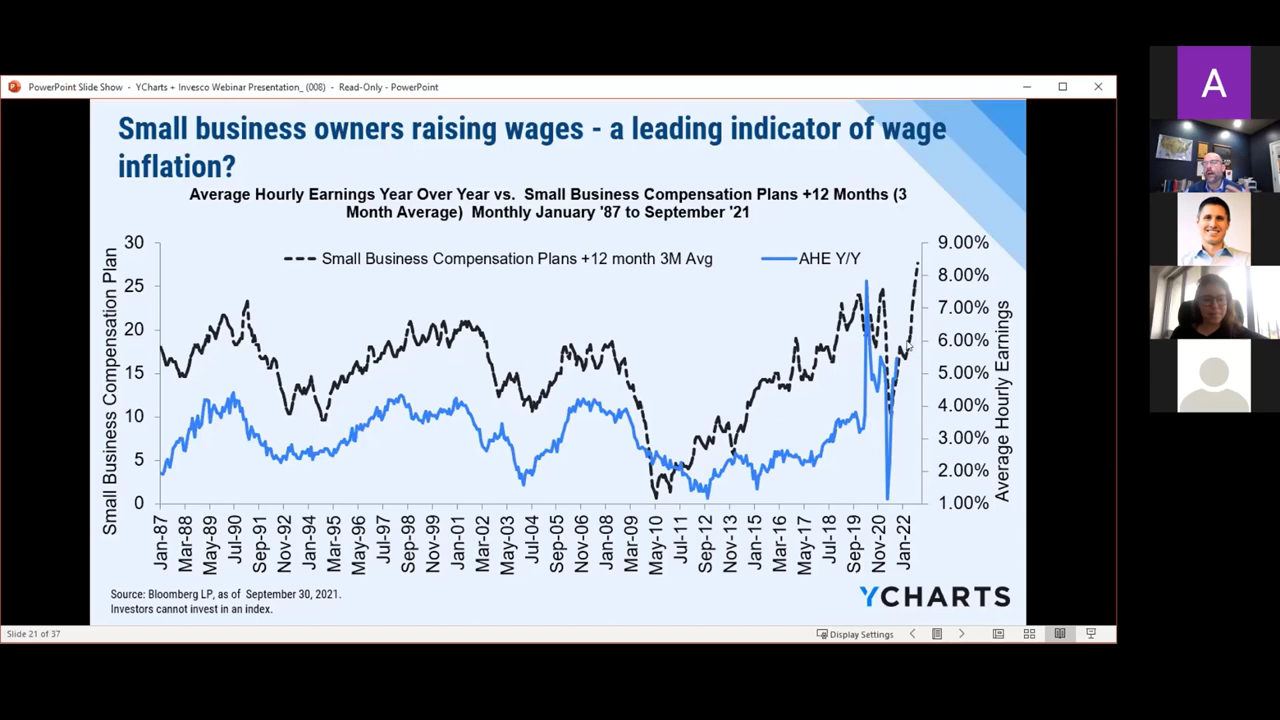 PowerPoint Slide Show - YCharts + Invesco Webinar Presentation_ (008) - Read-Only - PowerPoint
A
Small business owners raising wages - a leading indicator of wage
inflation?
Average Hourly Earnings Year Over Year vs. Small Business Compensation Plans +12 Months (3
Month Average) Monthly January '87 to September '21
Small Business Compensation Plans +12 month 3M Avg
AHE Y/Y
Small Business Compensation Plan
30
25
20
15
10
5
0
9.00%
8.00%
7.00%
6.00%
5.00%
4.00%
3.00%
2.00%
1.00%
Average Hourly Earnings
Jan-87
Mar-88
May-89
Jul-90
Sep-91
Nov-92
Jan-94
Mar-95
May-96
Jul-97
Sep-98
Nov-99
Jan-01
Mar-02
May-03
Jul-04
Sep-05
Nov-06
Jan-08
Mar-09
May-10
Jul-11
Sep-12
Nov-13
Jan-15
Mar-16
May-17
Jul-18
Sep-19
Nov-20
Jan-22
Source: Bloomberg LP, as of September 30, 2021.
Investors cannot invest in an index.
YCHARTS
Slide 21 of 37
Display Settings